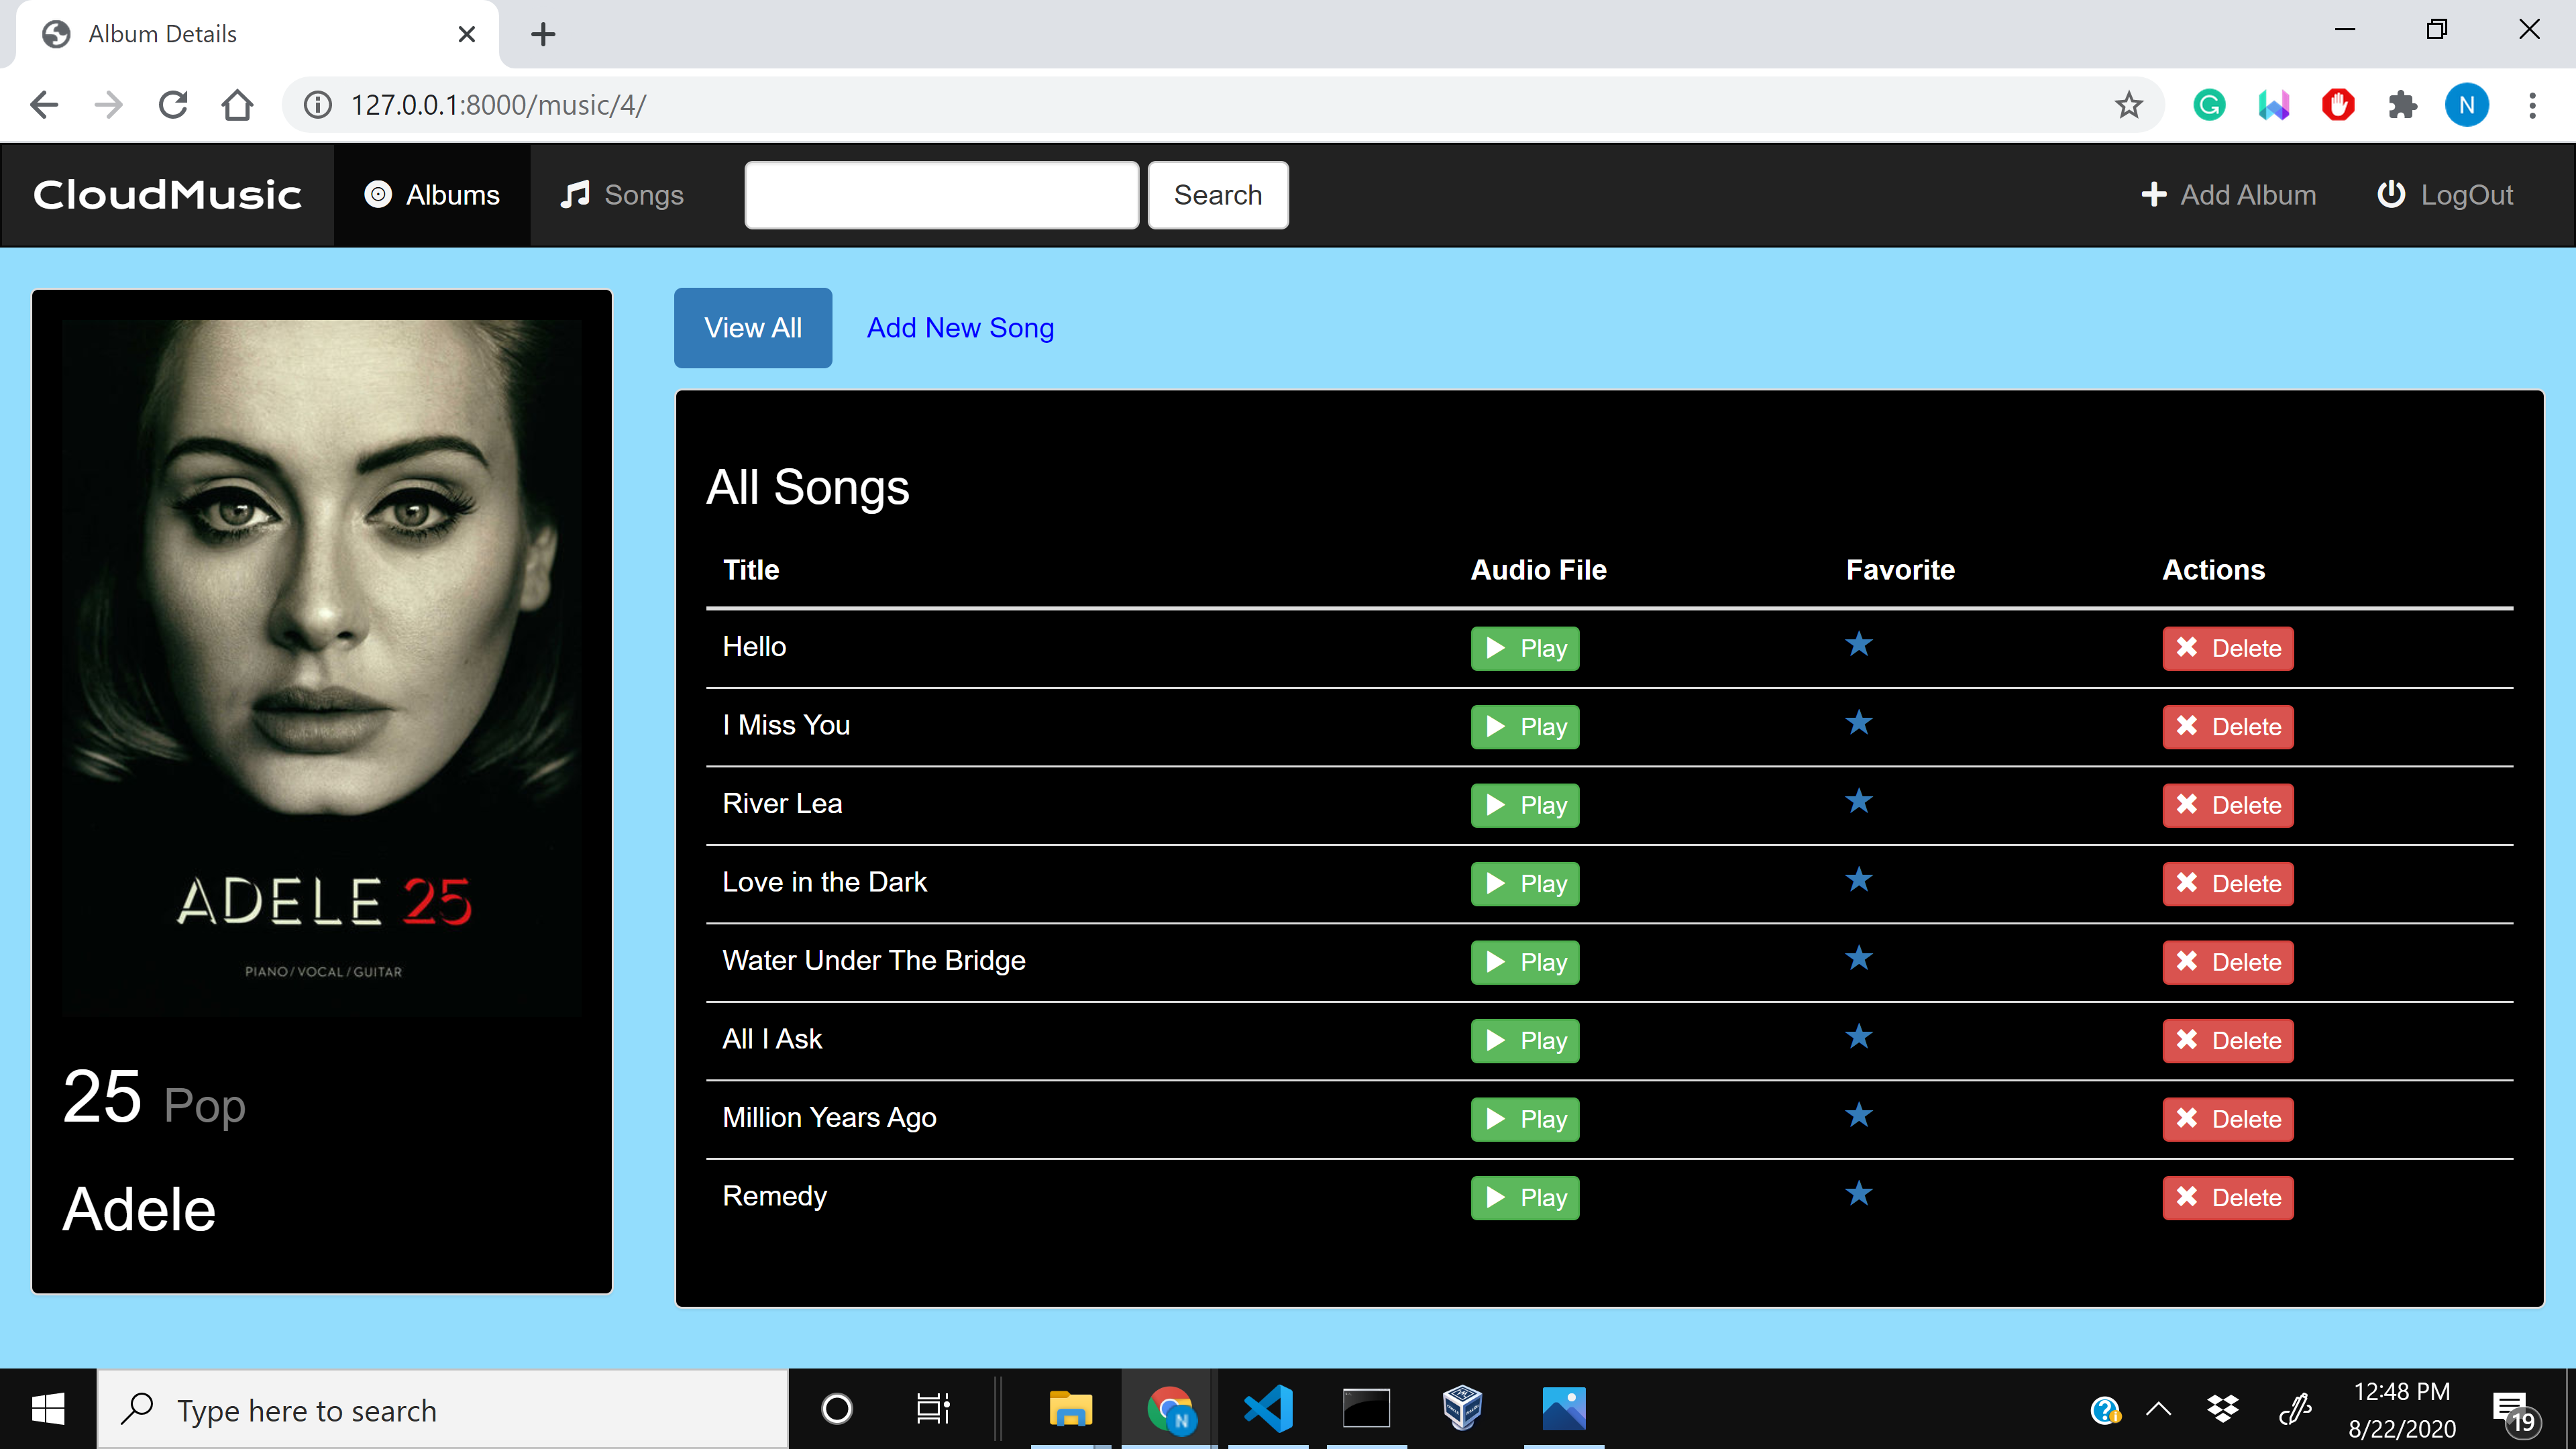 Album Details
127.0.0.1:8000/music/4/
N
CloudMusic Albums Songs Search Add Album LogOut
View All Add New Song
ADELE 25
PIANO/VOCAL/GUITAR
25 Pop
Adele
All Songs
Title Audio File Favorite Actions
Hello Play Delete
I Miss You Play Delete
River Lea Play Delete
Love in the Dark Play Delete
Water Under The Bridge Play Delete
All I Ask Play Delete
Million Years Ago Play Delete
Remedy Play Delete
Type here to search
N
12:48 PM
8/22/2020
19